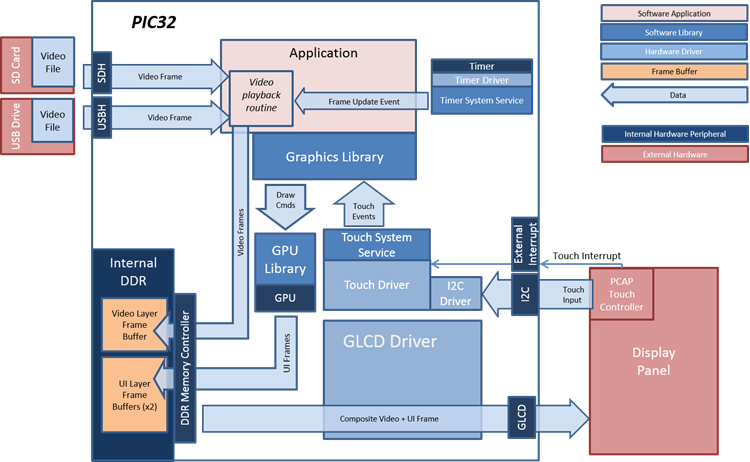 PIC32
SD Card
Video
File
SDH
Video Frame
USB Drive
Video
File
USBH
Video Frame
Application
Video
playback
routine
Frame Update Event
Timer
Timer Driver
Timer System Service
Graphics Library
Draw
Cmds
Touch
Events
Video Frames
GPU
Library
GPU
UI Frames
Touch System
Service
Touch Driver
I2C
Driver
External
Interrupt
Touch Interrupt
I2C
Touch
Input
PCAP
Touch
Controller
Display
Panel
Internal
DDR
Video Layer
Frame
Buffer
UI Layer
Frame
Buffers (x2)
DDR Memory Controller
GLCD Driver
Composite Video + UI Frame
GLCD
Software Application
Software Library
Hardware Driver
Frame Buffer
Data
Internal Hardware Peripheral
External Hardware